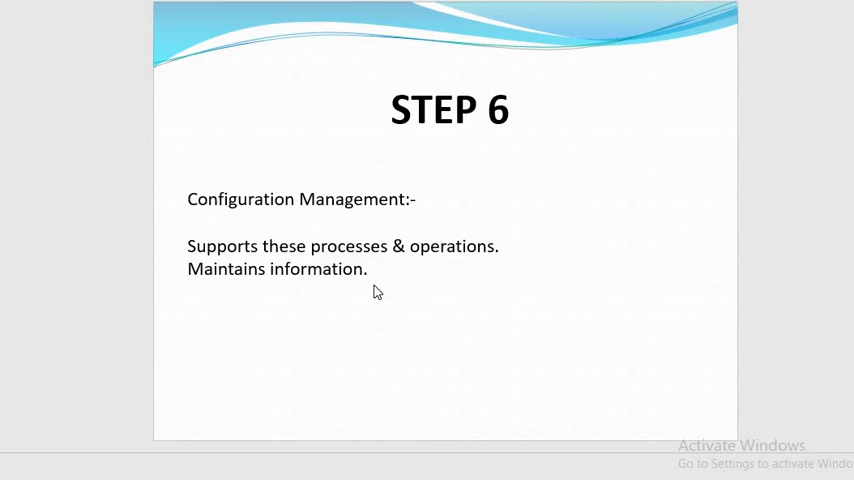 STEP 6
Configuration Management:-
Supports these processes & operations.
Maintains information.
Activate Windows
Go to Settings to activate Windo